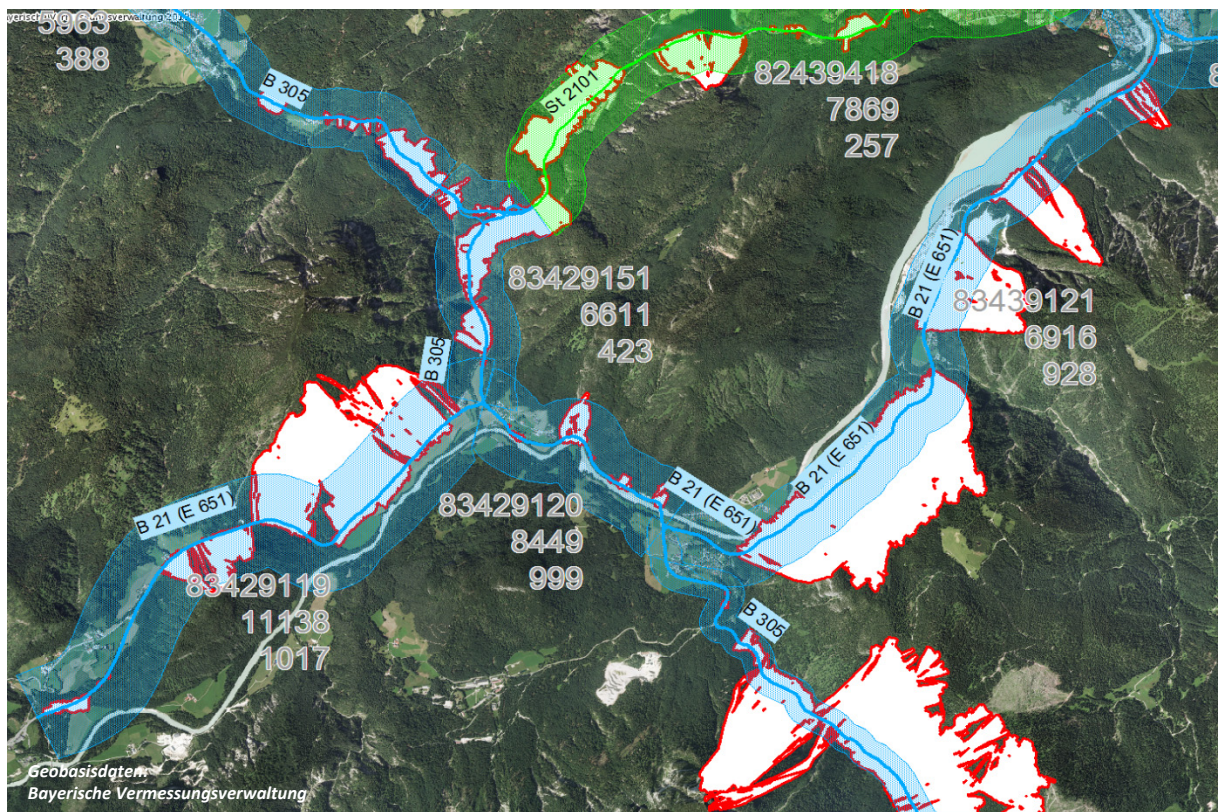 5963
388
B 305
St 2101
82439418
7869
257
B 21 (E 651)
83429151
6611
423
83439121
6916
928
B 305
B 21 (E 651)
B 21 (E 651)
B 21 (E 651)
83429120
8449
999
83429119
11138
1017
B 305
Geobasisdaten:
Bayerische Vermessungsverwaltung